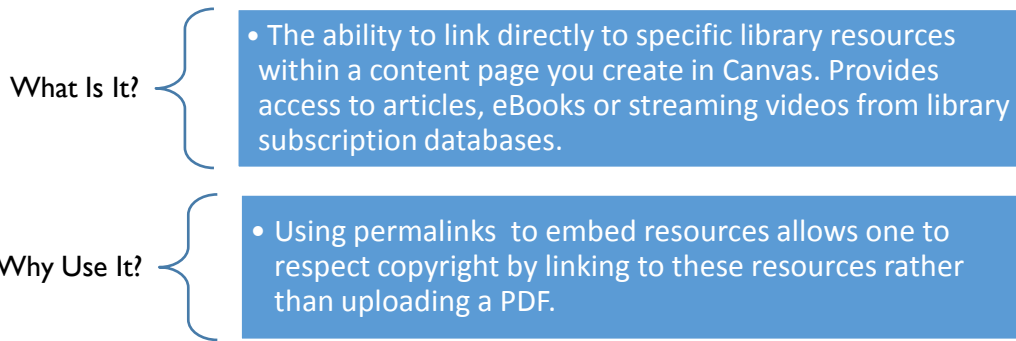 What Is It?
• The ability to link directly to specific library resources
within a content page you create in Canvas. Provides
access to articles, eBooks or streaming videos from library
subscription databases.
Why Use It?
• Using permalinks to embed resources allows one to
respect copyright by linking to these resources rather
than uploading a PDF.